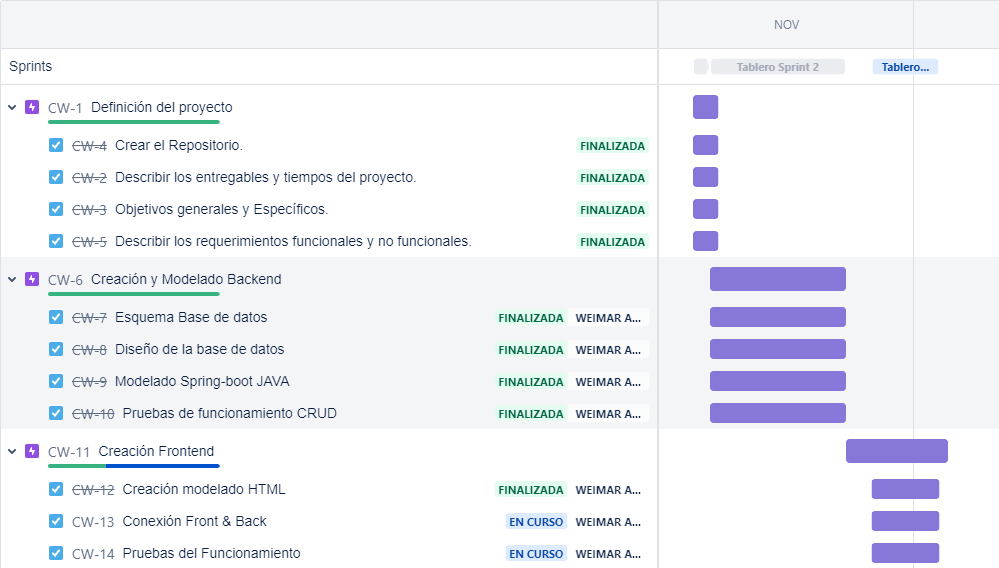 NOV
Sprints
Tablero Sprint 2
Tablero...
CW-1 Definición del proyecto
CW-4 Crear el Repositorio. FINALIZADA
CW-2 Describir los entregables y tiempos del proyecto. FINALIZADA
CW-3 Objetivos generales y Específicos. FINALIZADA
CW-5 Describir los requerimientos funcionales y no funcionales. FINALIZADA
CW-6 Creación y Modelado Backend
CW-7 Esquema Base de datos FINALIZADA WEIMAR A...
CW-8 Diseño de la base de datos FINALIZADA WEIMAR A...
CW-9 Modelado Spring-boot JAVA FINALIZADA WEIMAR A...
CW-10 Pruebas de funcionamiento CRUD FINALIZADA WEIMAR A...
CW-11 Creación Frontend
CW-12 Creación modelado HTML FINALIZADA WEIMAR A...
CW-13 Conexión Front & Back EN CURSO WEIMAR A...
CW-14 Pruebas del Funcionamiento EN CURSO WEIMAR A...